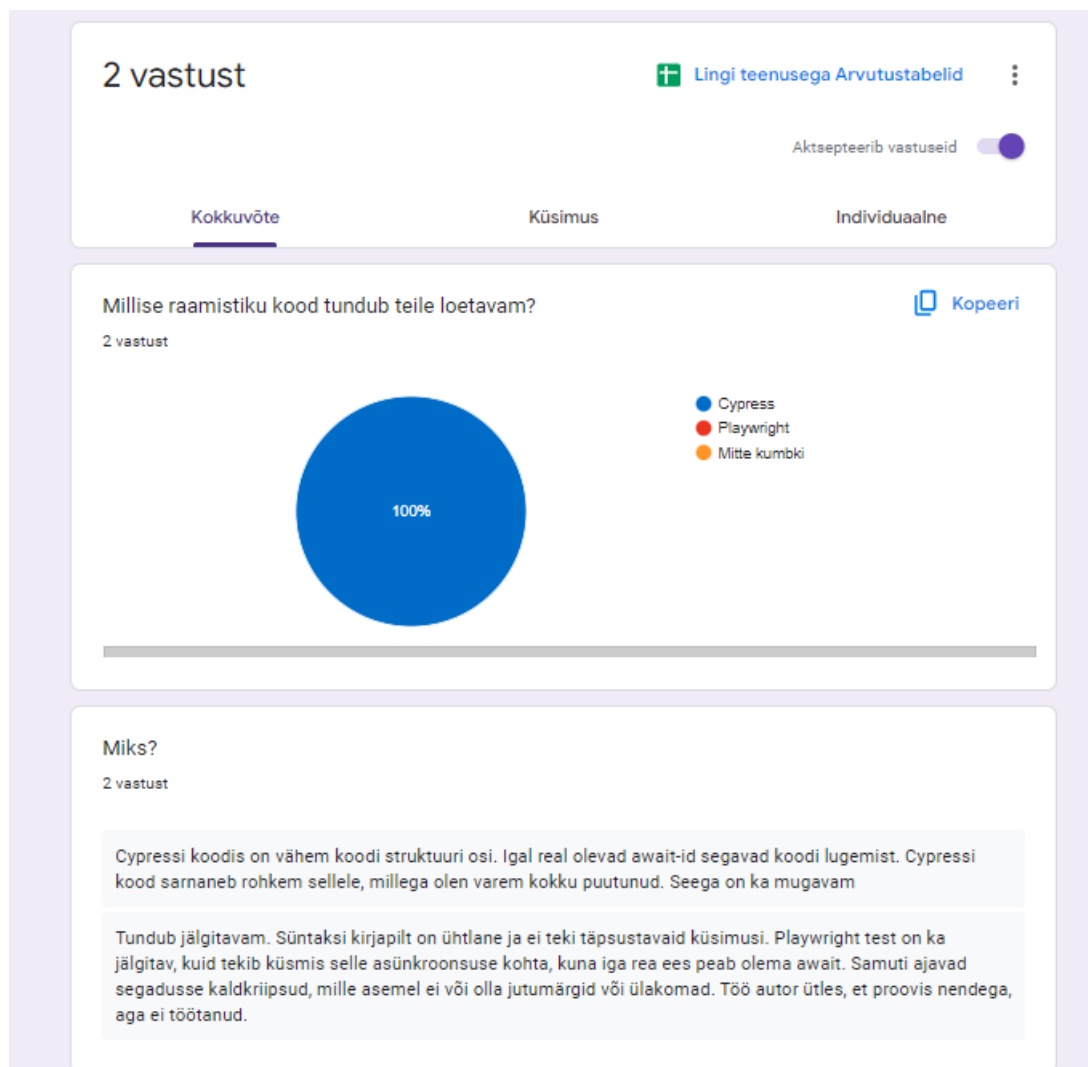 2 vastust
Lingi teenusega Arvutustabelid
Aktsepteerib vastuseid
Kokkuvõte
Küsimus
Individuaalne
Millise raamistiku kood tundub teile loetavam?
Kopeeri
2 vastust
Cypress
Playwright
Mitte kumbki
100%
Miks?
2 vastust
Cypressi koodis on vähem koodi struktuuri osi. Igal real olevad await-id segavad koodi lugemist. Cypressi
kood sarnaneb rohkem sellele, millega olen varem kokku puutunud. Seega on ka mugavam
Tundub jälgitavam. Süntaksi kirjapilt on ühtlane ja ei teki täpsustavaid küsimusi. Playwright test on ka
jälgitav, kuid tekib küsmis selle asünkroonsuse kohta, kuna iga rea ees peab olema await. Samuti ajavad
segadusse kaldkriipsud, mille asemel ei või olla jutumärgid või ülakomad. Töö autor ütles, et proovis nendega,
aga ei töötanud.